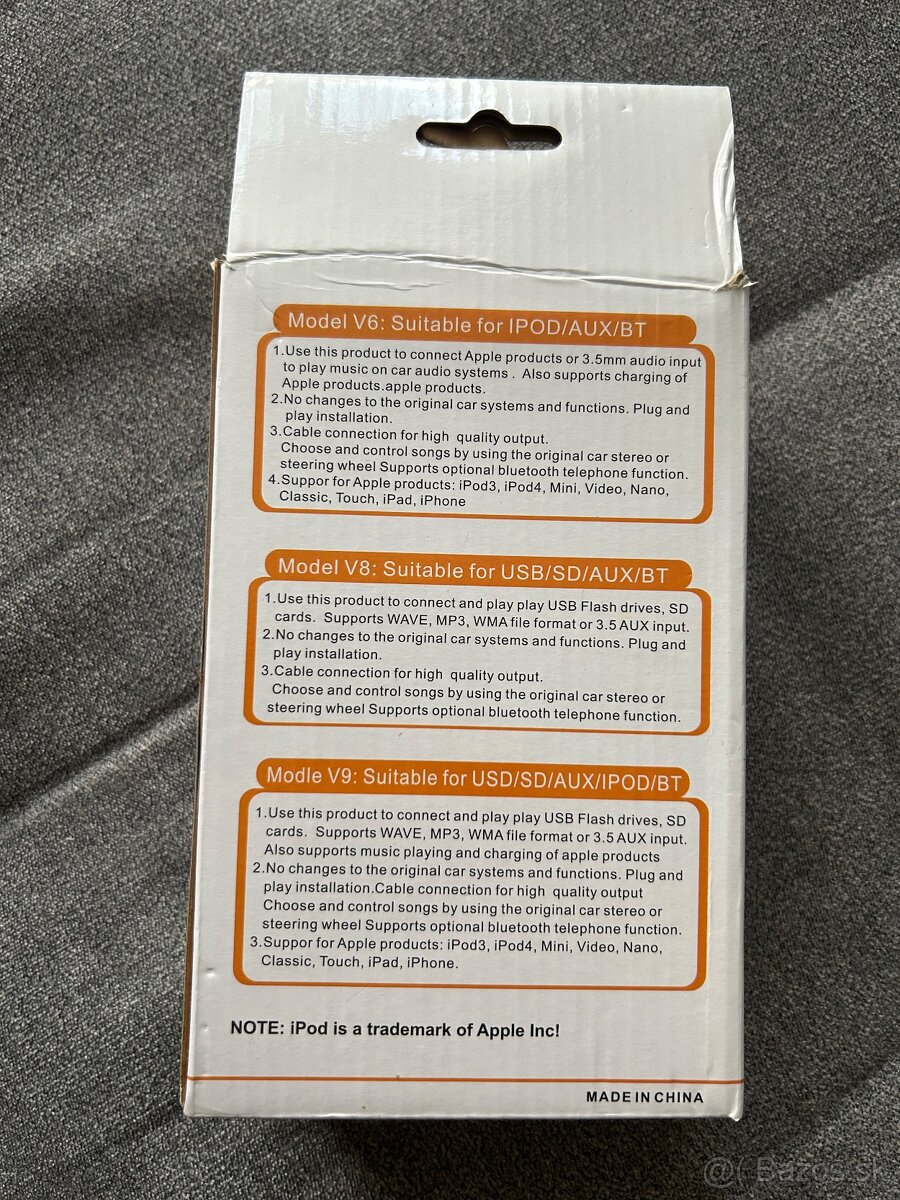 Model V6: Suitable for IPOD/AUX/BT
1.Use this product to connect Apple products or 3.5mm audio input
to play music on car audio systems . Also supports charging of
Apple products.apple products.
2.No changes to the original car systems and functions. Plug and
play installation.
3.Cable connection for high quality output.
Choose and control songs by using the original car stereo or
steering wheel Supports optional bluetooth telephone function.
4.Suppor for Apple products: iPod3, iPod4, Mini, Video, Nano,
Classic, Touch, iPad, iPhone
Model V8: Suitable for USB/SD/AUX/BT
1.Use this product to connect and play play USB Flash drives, SD
cards. Supports WAVE, MP3, WMA file format or 3.5 AUX input.
2.No changes to the original car systems and functions. Plug and
play installation.
3.Cable connection for high quality output.
Choose and control songs by using the original car stereo or
steering wheel Supports optional bluetooth telephone function.
Modle V9: Suitable for USD/SD/AUX/IPOD/BT
1.Use this product to connect and play play USB Flash drives, SD
cards. Supports WAVE, MP3, WMA file format or 3.5 AUX input.
Also supports music playing and charging of apple products
2.No changes to the original car systems and functions. Plug and
play installation.Cable connection for high quality output
Choose and control songs by using the original car stereo or
steering wheel Supports optional bluetooth telephone function.
3.Suppor for Apple products: iPod3, iPod4, Mini, Video, Nano,
Classic, Touch, iPad, iPhone.
NOTE: iPod is a trademark of Apple Inc!
MADE IN CHINA
@( Bazos.sk